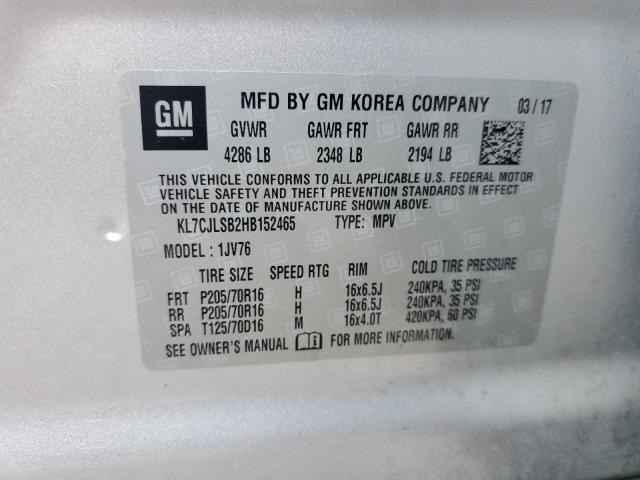 GM MFD BY GM KOREA COMPANY 03/17
GVWR GAWR FRT GAWR RR
4286 LB 2348 LB 2194 LB
THIS VEHICLE CONFORMS TO ALL APPLICABLE U.S. FEDERAL MOTOR
VEHICLE SAFETY AND THEFT PREVENTION STANDARDS IN EFFECT
ON THE DATE OF MANUFACTURE SHOWN ABOVE.
KL7CJLSB2HB152465 TYPE: MPV
MODEL : 1JV76
TIRE SIZE SPEED RTG RIM COLD TIRE PRESSURE
FRT P205/70R16 H 16x6.5J 240KPA, 35 PSI
RR P205/70R16 H 16x6.5J 240KPA, 35 PSI
SPA T125/70D16 M 16x4.0T 420KPA, 60 PSI
SEE OWNER'S MANUAL FOR MORE INFORMATION.